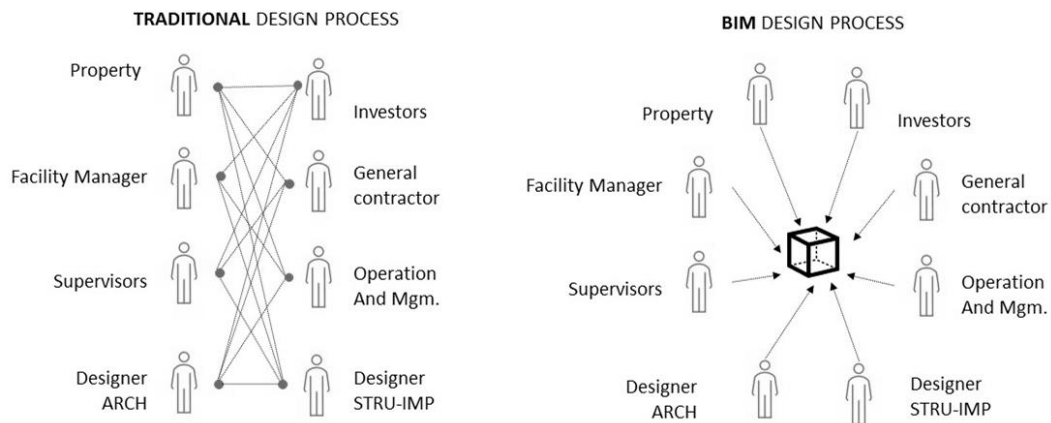 TRADITIONAL DESIGN PROCESS
Property
Investors
Facility Manager
General
contractor
Supervisors
Operation
And Mgm.
Designer
ARCH
Designer
STRU-IMP
BIM DESIGN PROCESS
Property
Investors
Facility Manager
General
contractor
Supervisors
Operation
And Mgm.
Designer
ARCH
Designer
STRU-IMP